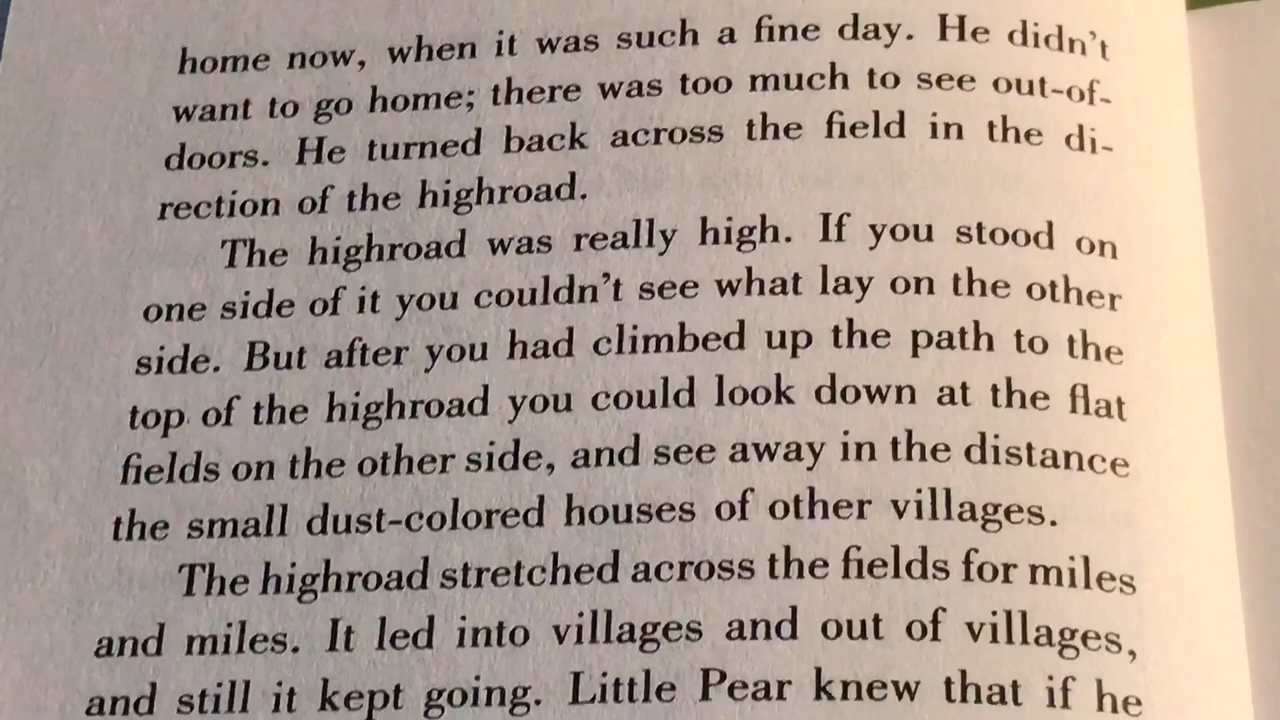 home now, when it was such a fine day. He didn't
want to go home; there was too much to see out-of-
doors. He turned back across the field in the di-
rection of the highroad.
The highroad was really high. If you stood on
one side of it you couldn't see what lay on the other
side. But after you had climbed up the path to the
top of the highroad you could look down at the flat
fields on the other side, and see away in the distance
the small dust-colored houses of other villages.
The highroad stretched across the fields for miles
and miles. It led into villages and out of villages,
and still it kept going. Little Pear knew that if he